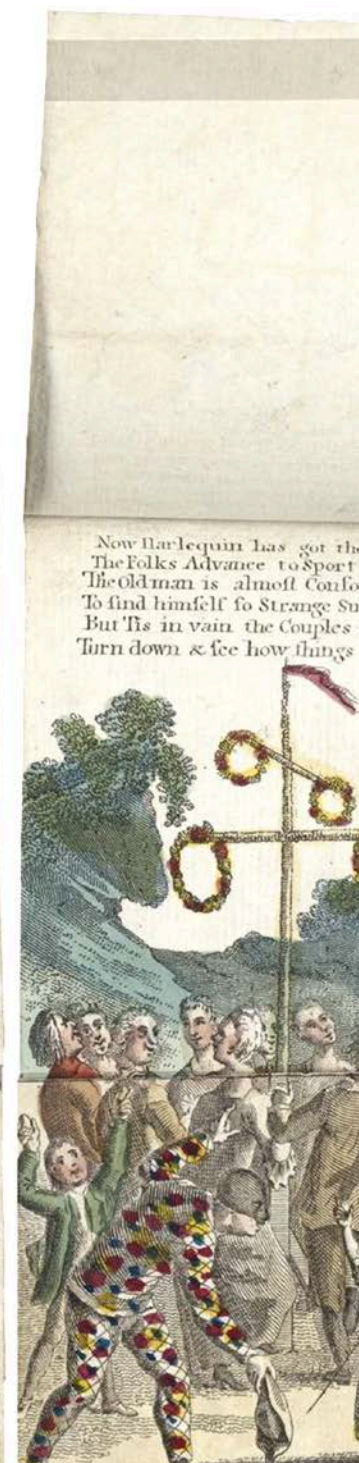 Now Harlequin has got the
The Folks Advance to Sport
The Old man is almoſt Confo
To find himſelf ſo Strange Su
But Tis in vain the Couples
Turn down & ſee how things